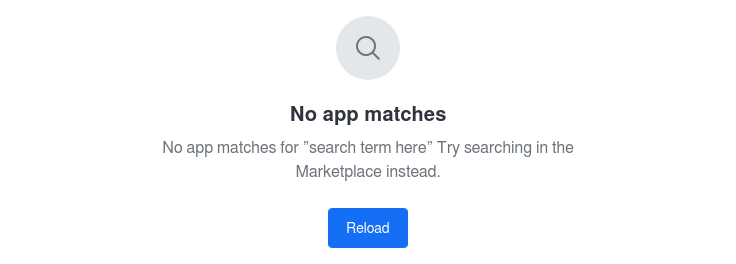 No app matches
No app matches for ”search term here” Try searching in the
Marketplace instead.
Reload